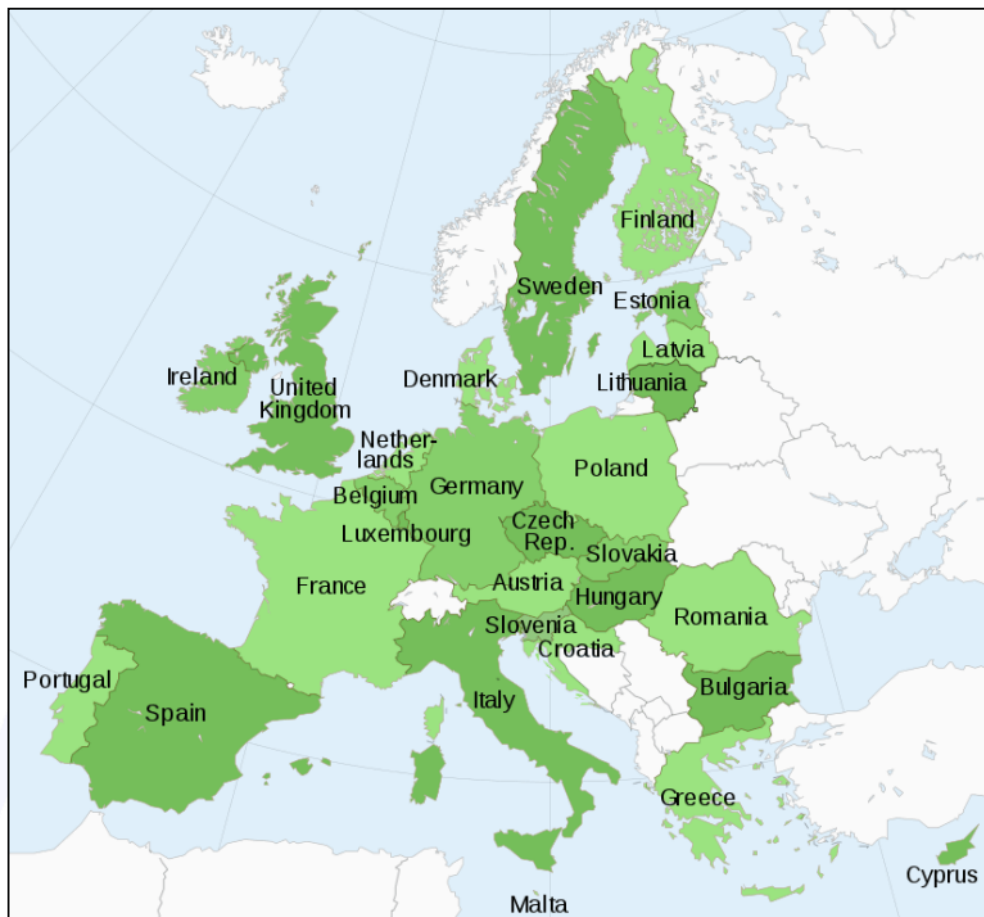 Finland
Sweden
Estonia
Latvia
Lithuania
Denmark
Ireland
United
Kingdom
Nether-
lands
Poland
Belgium
Germany
Luxembourg
Czech
Rep.
Slovakia
Austria
France
Hungary
Romania
Slovenia
Croatia
Portugal
Spain
Italy
Bulgaria
Greece
Cyprus
Malta